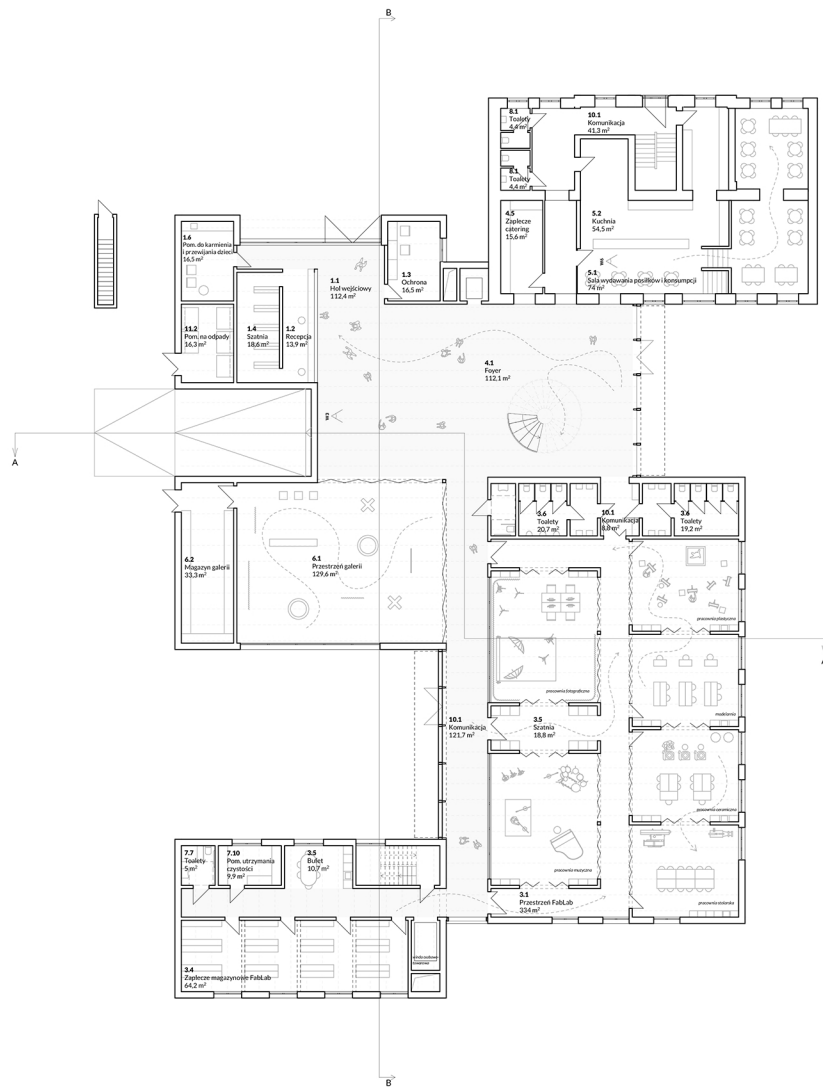 B
8.1
Toalety
4,4 m²
10.1
Komunikacja
41,3 m²
8.1
Toalety
4,4 m²
4.5
Zaplecze
catering
15,6 m²
5.2
Kuchnia
54,5 m²
5.1
Sala wydawania posiłków i konsumpcji
74 m²
1.6
Pom. do karmienia
i przewijania dzieci
16,5 m²
1.1
Hol wejściowy
112,4 m²
1.3
Ochrona
16,5 m²
11.2
Pom. na odpady
16,3 m²
1.4
Szatnia
18,6 m²
1.2
Recepcja
13,9 m²
4.1
Foyer
112,1 m²
A
3.6
Toalety
20,7 m²
10.1
Komunikacja
8,8 m²
3.6
Toalety
19,2 m²
6.2
Magazyn galerii
33,3 m²
6.1
Przestrzeń galerii
129,6 m²
pracownia plastyczna
pracownia fotograficzna
modelarnia
10.1
Komunikacja
121,7 m²
3.5
Szatnia
18,8 m²
pracownia ceramiczna
pracownia muzyczna
pracownia stolarska
7.7
Toalety
5 m²
7.10
Pom. utrzymania
czystości
9,9 m²
3.5
Bufet
10,7 m²
3.1
Przestrzeń FabLab
334 m²
3.4
Zaplecze magazynowe FabLab
64,2 m²
B